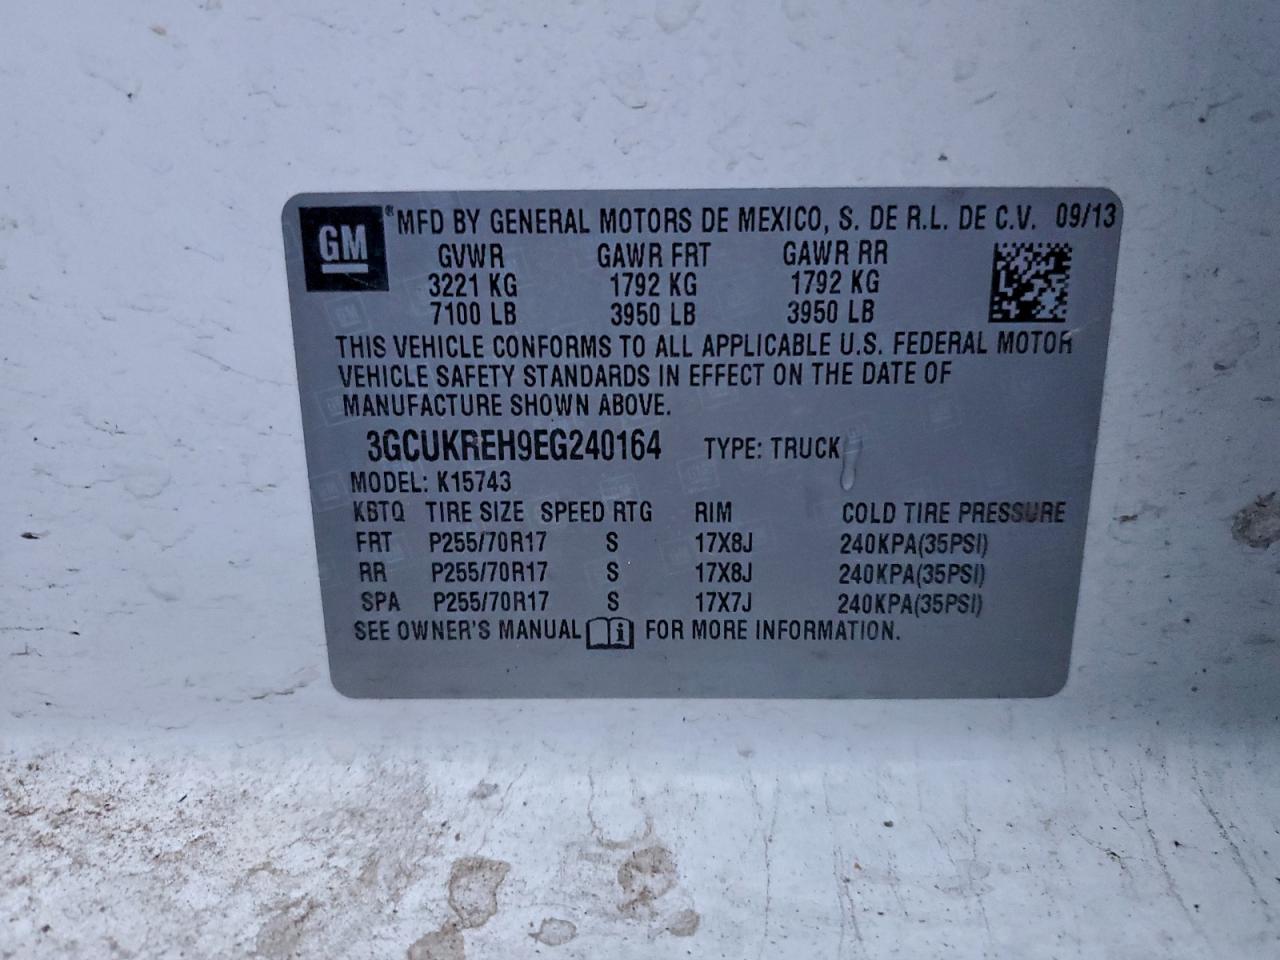 GM ® MFD BY GENERAL MOTORS DE MEXICO, S. DE R.L. DE C.V. 09/13
GVWR GAWR FRT GAWR RR
3221 KG 1792 KG 1792 KG
7100 LB 3950 LB 3950 LB
THIS VEHICLE CONFORMS TO ALL APPLICABLE U.S. FEDERAL MOTOR
VEHICLE SAFETY STANDARDS IN EFFECT ON THE DATE OF
MANUFACTURE SHOWN ABOVE.
3GCUKREH9EG240164 TYPE: TRUCK
MODEL: K15743
KBTQ TIRE SIZE SPEED RTG RIM COLD TIRE PRESSURE
FRT P255/70R17 S 17X8J 240KPA(35PSI)
RR P255/70R17 S 17X8J 240KPA(35PSI)
SPA P255/70R17 S 17X7J 240KPA(35PSI)
SEE OWNER'S MANUAL FOR MORE INFORMATION.